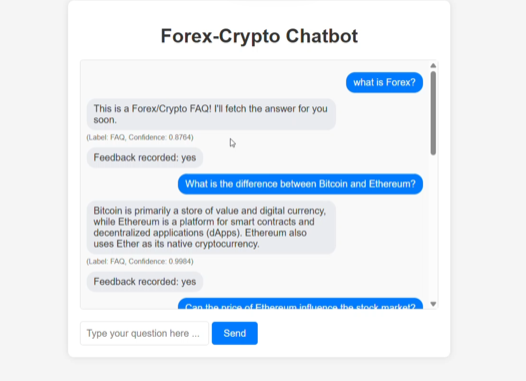 Forex-Crypto Chatbot
what is Forex?
This is a Forex/Crypto FAQ! I'll fetch the answer for you
soon.
(Label: FAQ, Confidence: 0.8764)
Feedback recorded: yes
What is the difference between Bitcoin and Ethereum?
Bitcoin is primarily a store of value and digital currency,
while Ethereum is a platform for smart contracts and
decentralized applications (dApps). Ethereum also
uses Ether as its native cryptocurrency.
(Label: FAQ, Confidence: 0.9984)
Feedback recorded: yes
Can the price of Ethereum influence the stock market?
Type your question here ...
Send